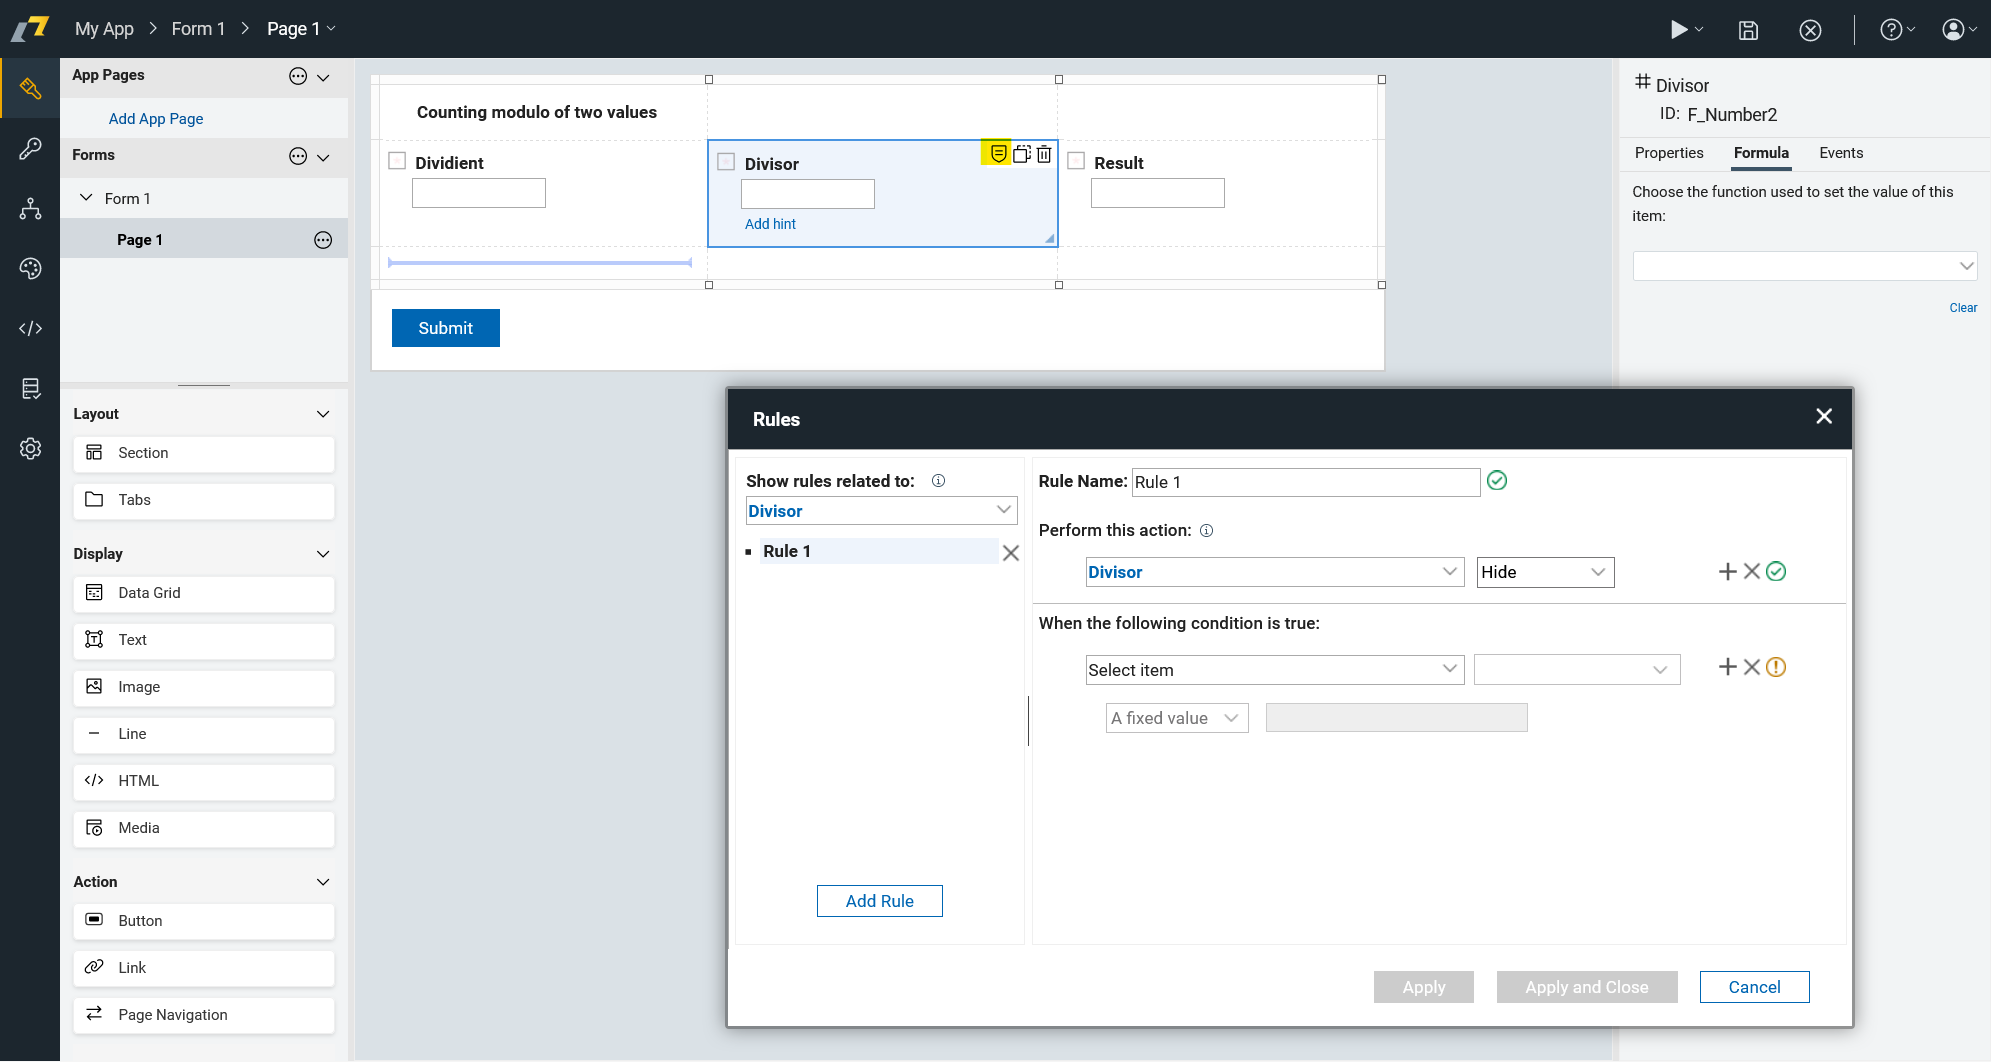 My App > Form 1 > Page 1
App Pages
Add App Page
Forms
Form 1
Page 1
Layout
Section
Tabs
Display
Data Grid
Text
Image
Line
HTML
Media
Action
Button
Link
Page Navigation
Counting modulo of two values
Dividient
Divisor
Add hint
Result
Submit
Divisor
ID: F_Number2
Properties Formula Events
Choose the function used to set the value of this
item:
Clear
Rules
Show rules related to:
Divisor
Rule 1
Add Rule
Rule Name: Rule 1
Perform this action:
Divisor Hide
When the following condition is true:
Select item
A fixed value
Apply Apply and Close Cancel